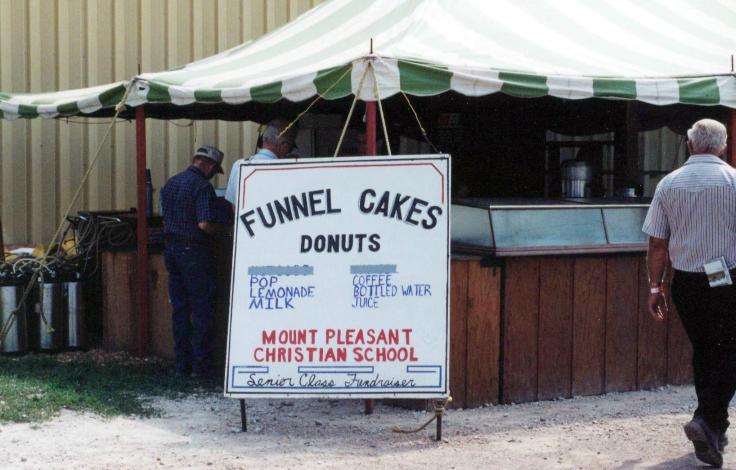 FUNNEL CAKES
DONUTS
POP
LEMONADE
MILK
COFFEE
BOTTLED WATER
JUICE
MOUNT PLEASANT
CHRISTIAN SCHOOL
Senior Class Fundraiser